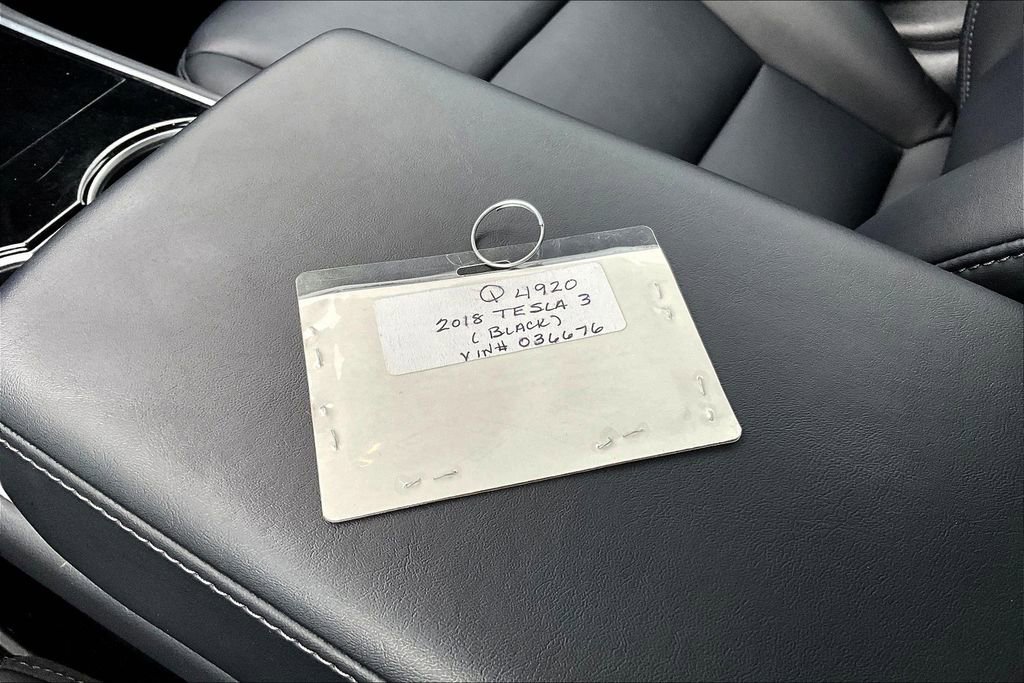 Q 4920
2018 TESLA 3
(BLACK)
VIN# 036676